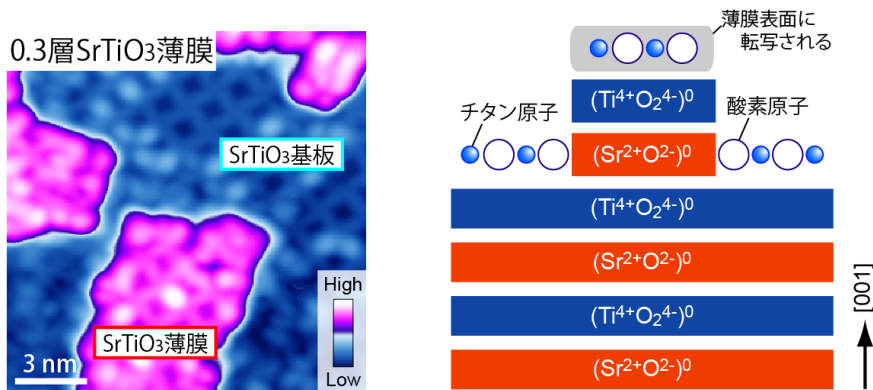 0.3層SrTiO₃薄膜
SrTiO₃基板
SrTiO₃薄膜
3 nm
High
Low
薄膜表面に
転写される
(Ti⁴⁺O₂⁴⁻)⁰
チタン原子
酸素原子
(Sr²⁺O²⁻)⁰
(Ti⁴⁺O₂⁴⁻)⁰
(Sr²⁺O²⁻)⁰
(Ti⁴⁺O₂⁴⁻)⁰
(Sr²⁺O²⁻)⁰
[001]